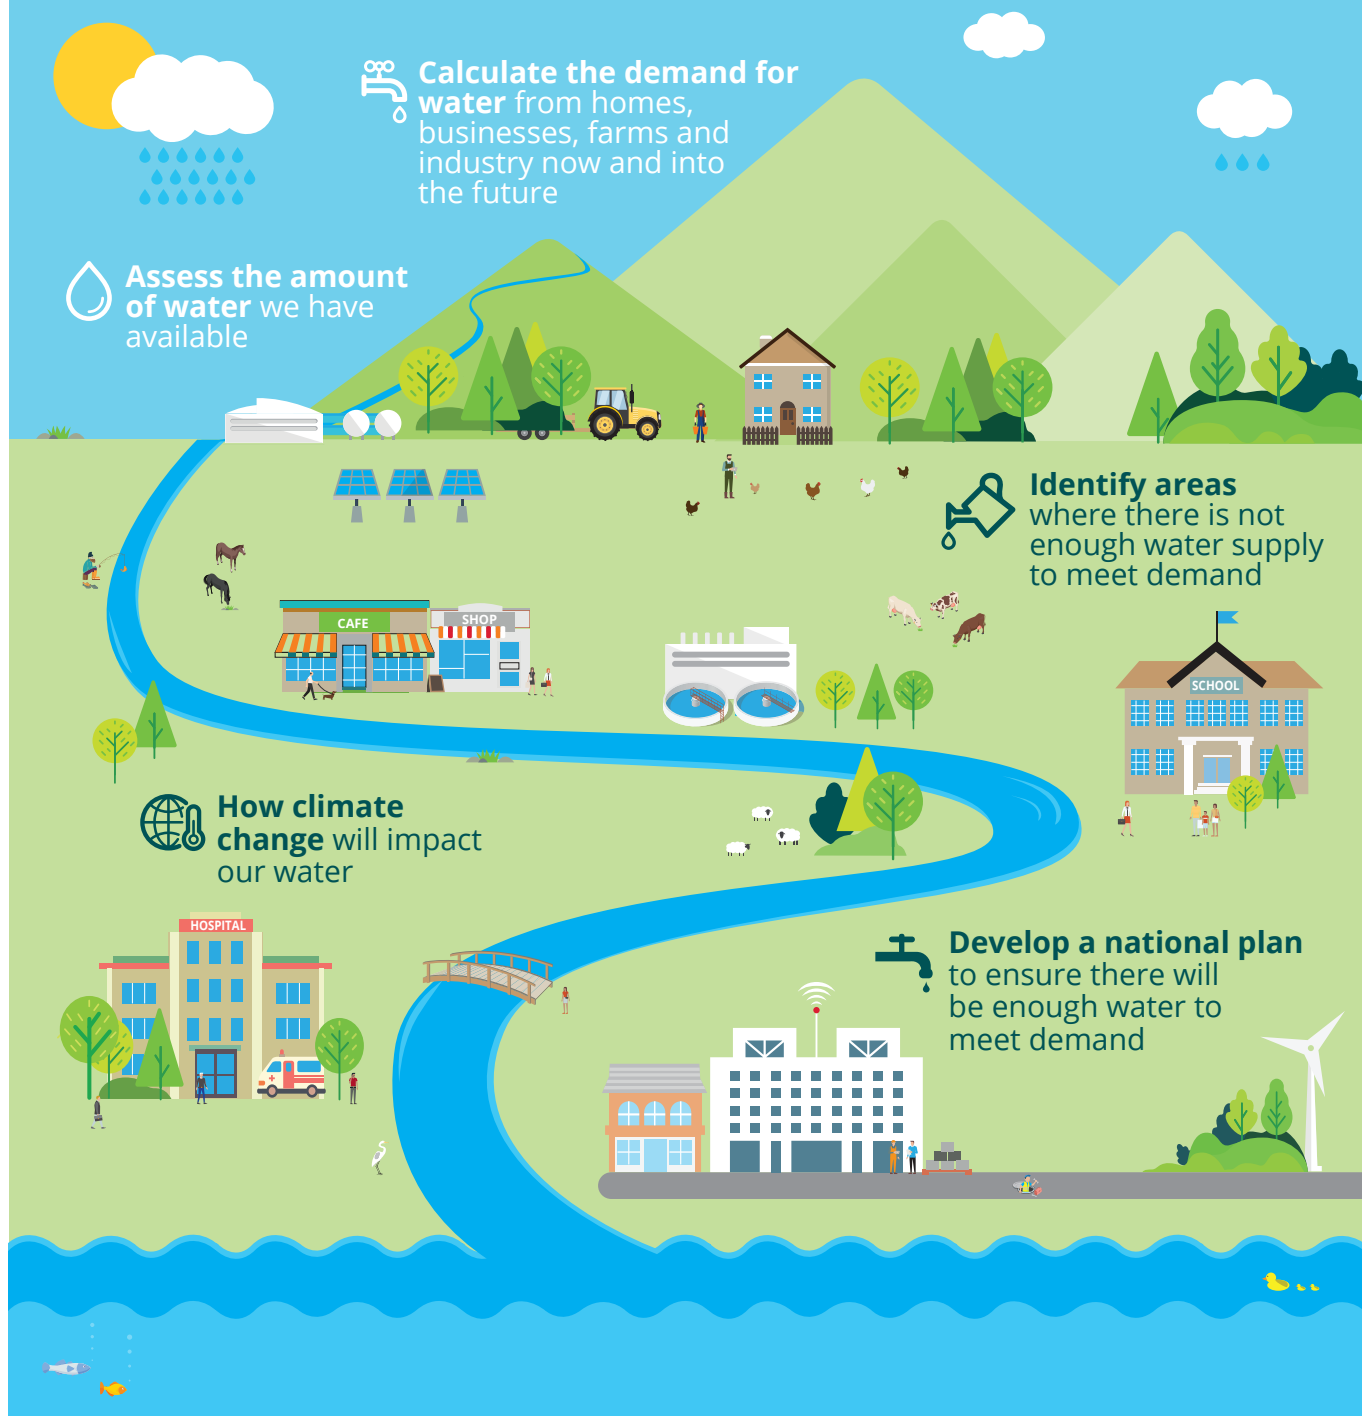 Calculate the demand for
water from homes,
businesses, farms and
industry now and into
the future
Assess the amount
of water we have
available
Identify areas
where there is not
enough water supply
to meet demand
CAFE
SHOP
SCHOOL
How climate
change will impact
our water
HOSPITAL
Develop a national plan
to ensure there will
be enough water to
meet demand